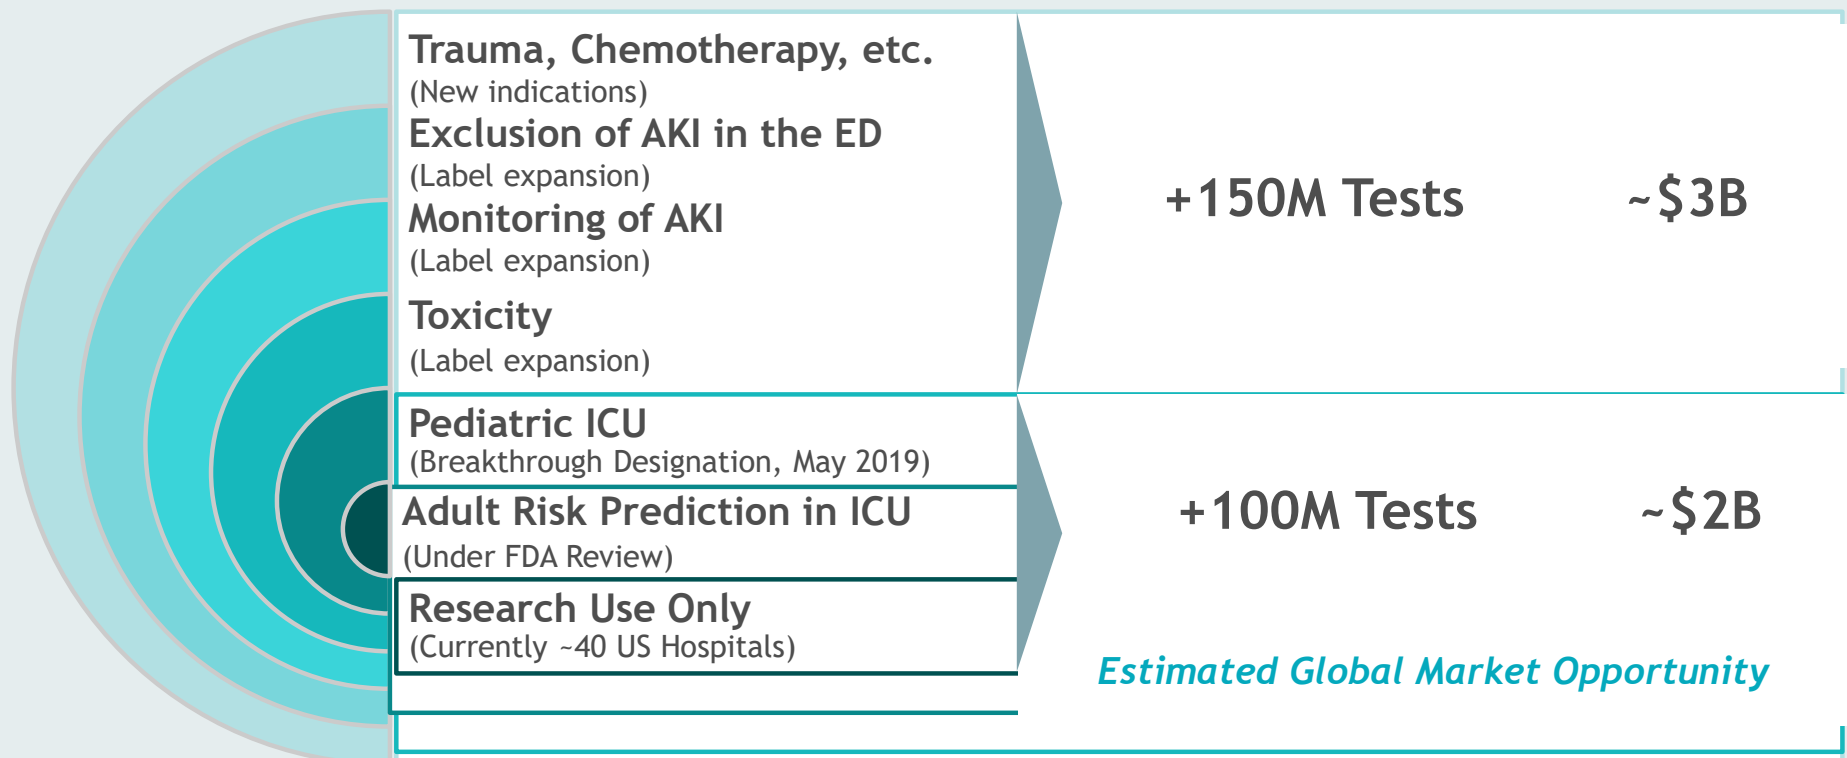 Trauma, Chemotherapy, etc.
(New indications)
Exclusion of AKI in the ED
(Label expansion)
Monitoring of AKI
(Label expansion)
Toxicity
(Label expansion)
+150M Tests ~$3B
Pediatric ICU
(Breakthrough Designation, May 2019)
Adult Risk Prediction in ICU
(Under FDA Review)
Research Use Only
(Currently ~40 US Hospitals)
+100M Tests ~$2B
Estimated Global Market Opportunity